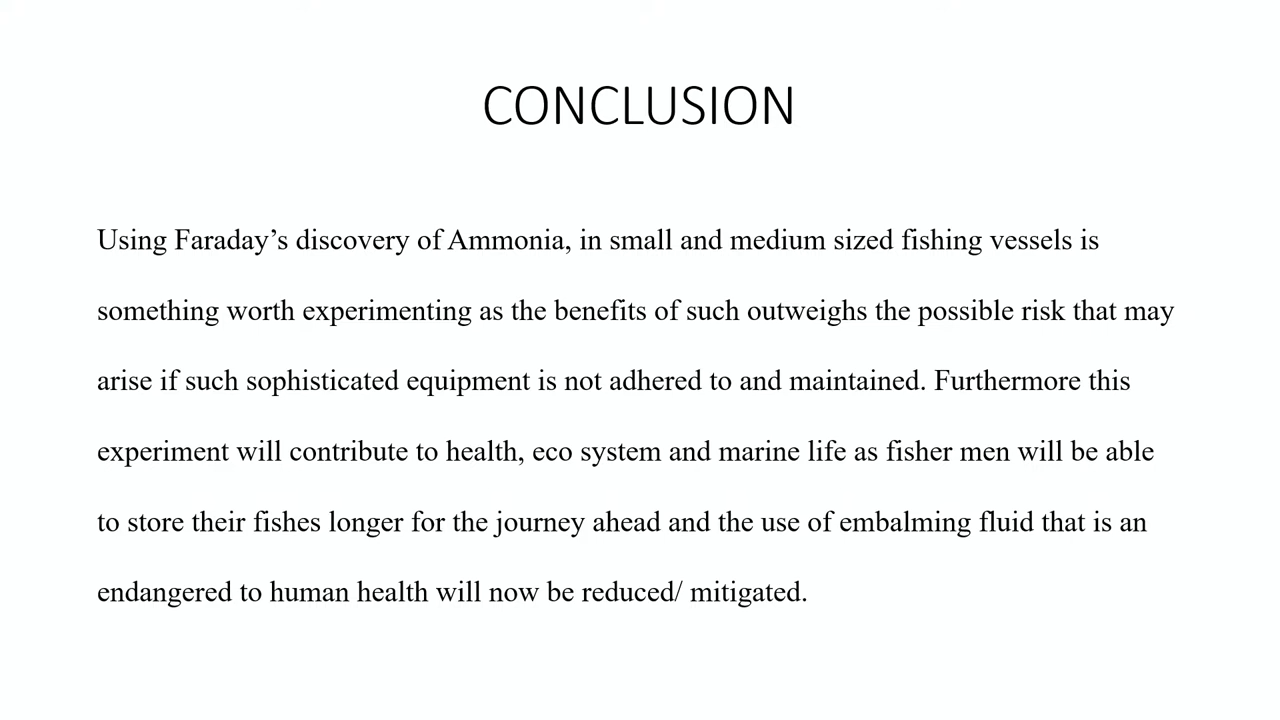 CONCLUSION
Using Faraday’s discovery of Ammonia, in small and medium sized fishing vessels is
something worth experimenting as the benefits of such outweighs the possible risk that may
arise if such sophisticated equipment is not adhered to and maintained. Furthermore this
experiment will contribute to health, eco system and marine life as fisher men will be able
to store their fishes longer for the journey ahead and the use of embalming fluid that is an
endangered to human health will now be reduced/ mitigated.